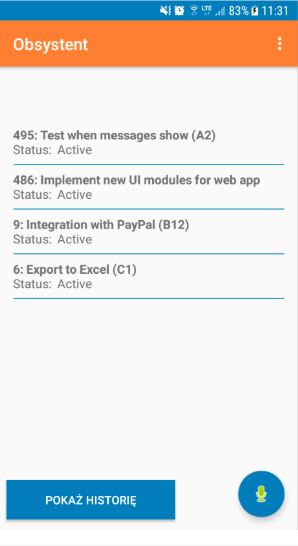 LTE 83% 11:31
Obsystent
495: Test when messages show (A2)
Status: Active
486: Implement new UI modules for web app
Status: Active
9: Integration with PayPal (B12)
Status: Active
6: Export to Excel (C1)
Status: Active
POKAŻ HISTORIĘ